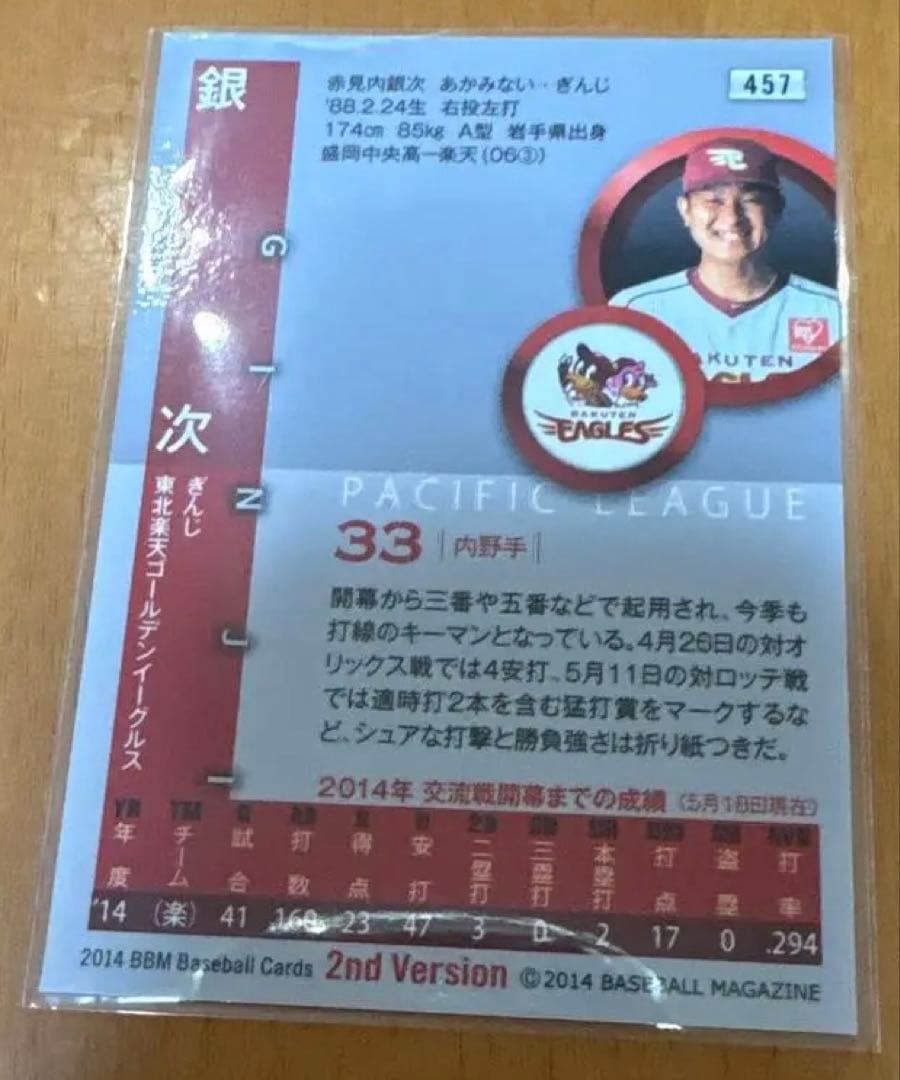 銀次
GINJI
ぎんじ
東北楽天ゴールデンイーグルス
赤見内銀次 あかみない・ぎんじ
'88.2.24生 右投左打
174cm 85kg A型 岩手県出身
盛岡中央高ー楽天(06③)
457
AKUTEN
RAKUTEN
EAGLES
PACIFIC LEAGUE
33 内野手
開幕から三番や五番などで起用され、今季も
打線のキーマンとなっている。4月26日の対オ
リックス戦では4安打、5月11日の対ロッテ戦
では適時打2本を含む猛打賞をマークするな
ど、シュアな打撃と勝負強さは折り紙つきだ。
2014年 交流戦開幕までの成績 (5月18日現在)
年度 チーム 試合 打数 得点 安打 二塁打 三塁打 本塁打 打点 盗塁 打率
'14 (楽) 41 160 23 47 3 0 2 17 0 .294
2014 BBM Baseball Cards 2nd Version ©2014 BASEBALL MAGAZINE